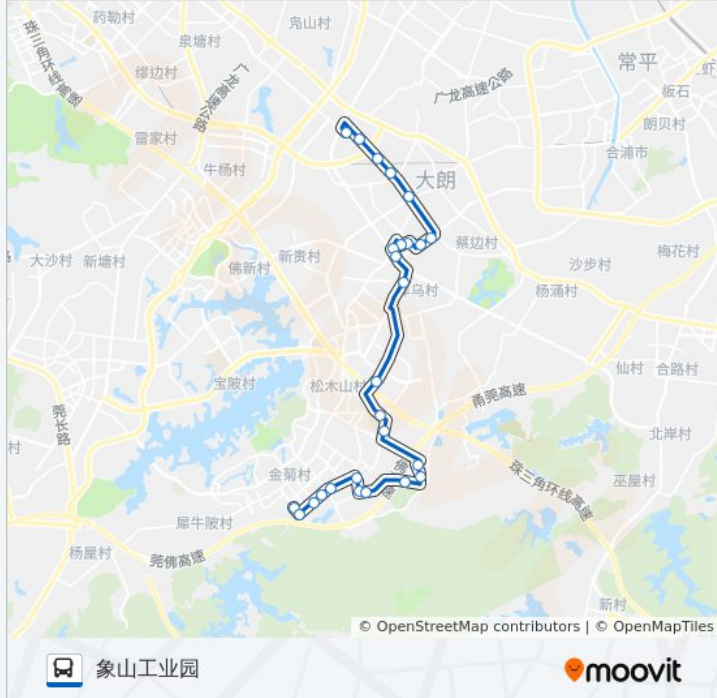 药勒村
凫山村
珠三角环线高速
泉塘村
常平
缪边村
广龙高速公路
广龙高速公路
板石
朗贝村
雷家村
合浦市
牛杨村
大朗
蔡边村
梅花村
大沙村
新塘村
佛新村
新贵村
沙步村
乌村
杨涌村
宝陂村
松木山村
仙村
合路村
甬莞高速
莞长路
北岸村
村
金菊村
佛
速
珠三角环线高速
巫屋村
犀牛陂村
杨屋村
莞佛高速
新村
© OpenStreetMap contributors | © OpenMapTiles
象山工业园
moovit